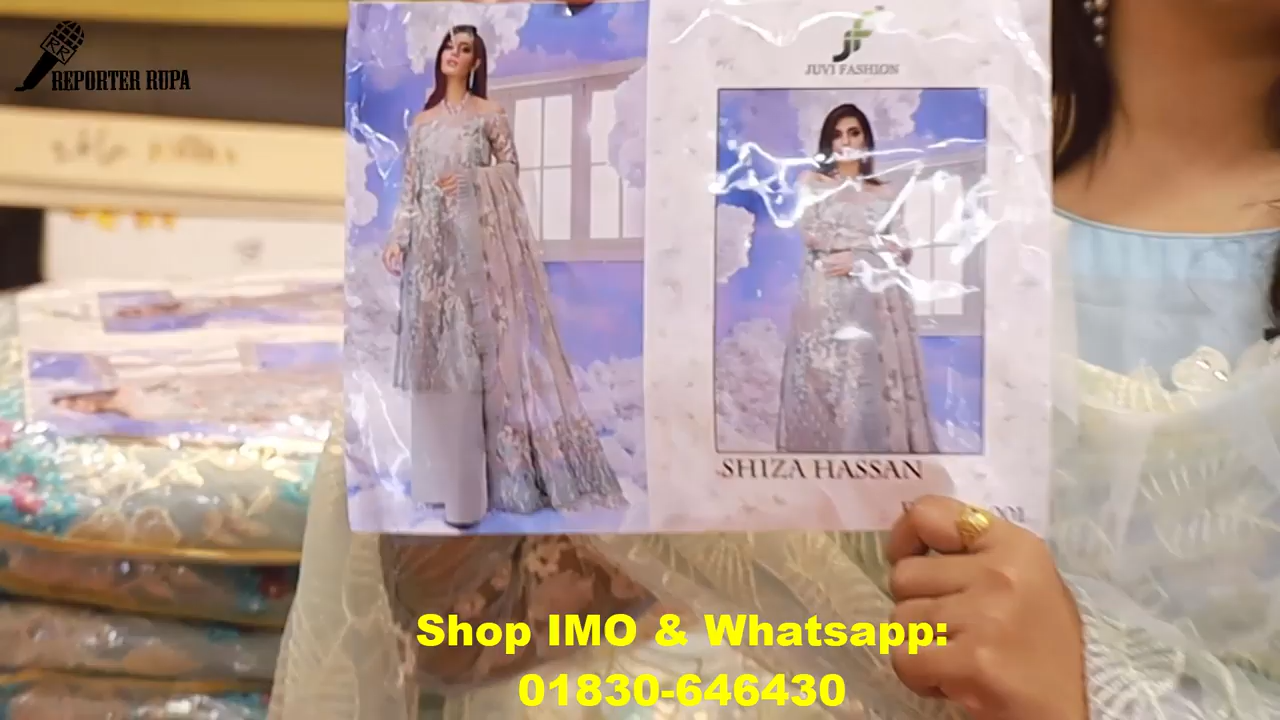 REPORTER RUPA
JUVI FASHION
SHIZA HASSAN
Shop IMO & Whatsapp:
01830-646430